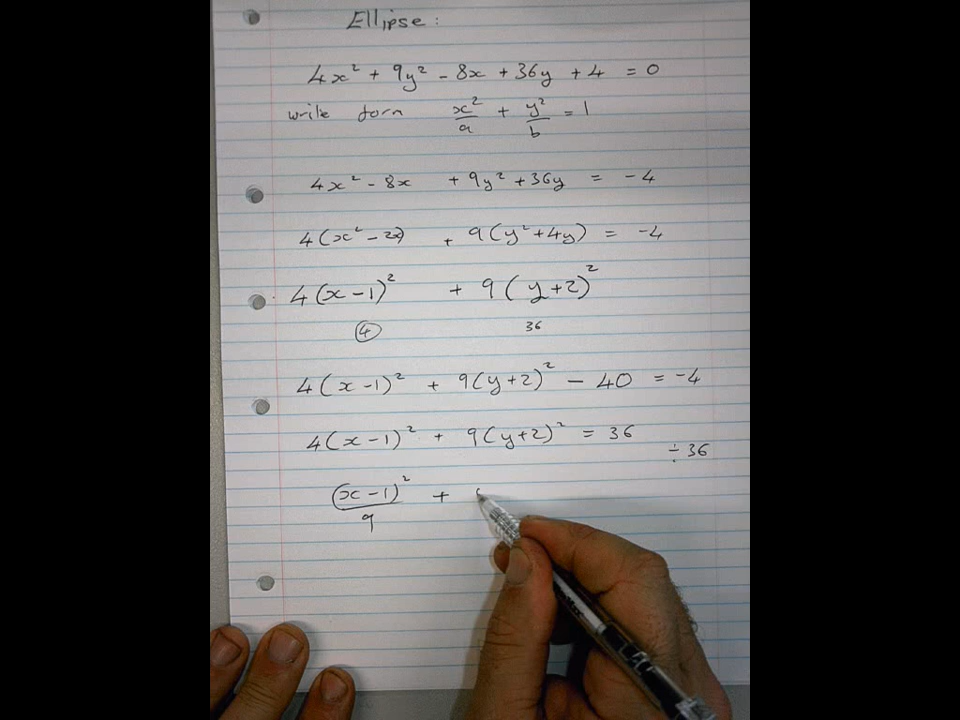 Ellipse:
4x² + 9y² - 8x + 36y + 4 = 0
write form x²/a + y²/b = 1
4x² - 8x + 9y² + 36y = -4
4(x² - 2x) + 9(y² + 4y) = -4
4(x - 1)² + 9(y + 2)²
4 36
4(x - 1)² + 9(y + 2)² - 40 = -4
4(x - 1)² + 9(y + 2)² = 36
÷ 36
(x - 1)²/9 +